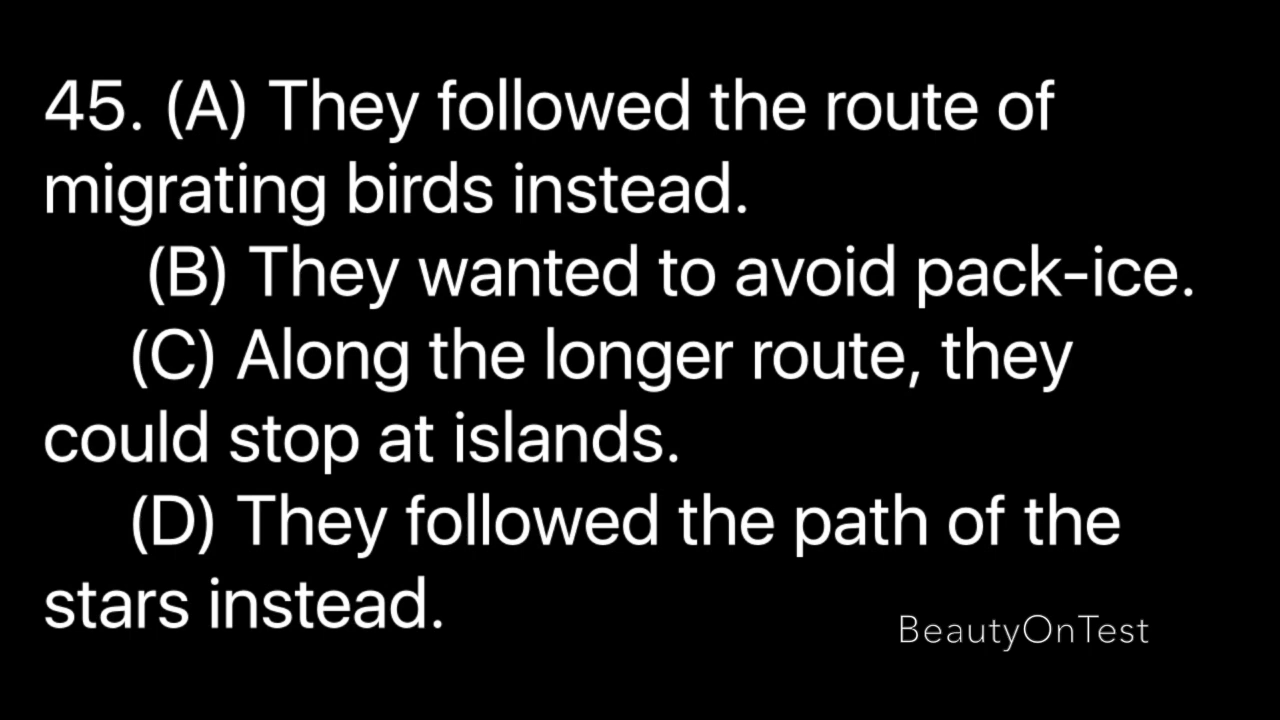 45. (A) They followed the route of
migrating birds instead.
(B) They wanted to avoid pack-ice.
(C) Along the longer route, they
could stop at islands.
(D) They followed the path of the
stars instead.
BeautyOnTest